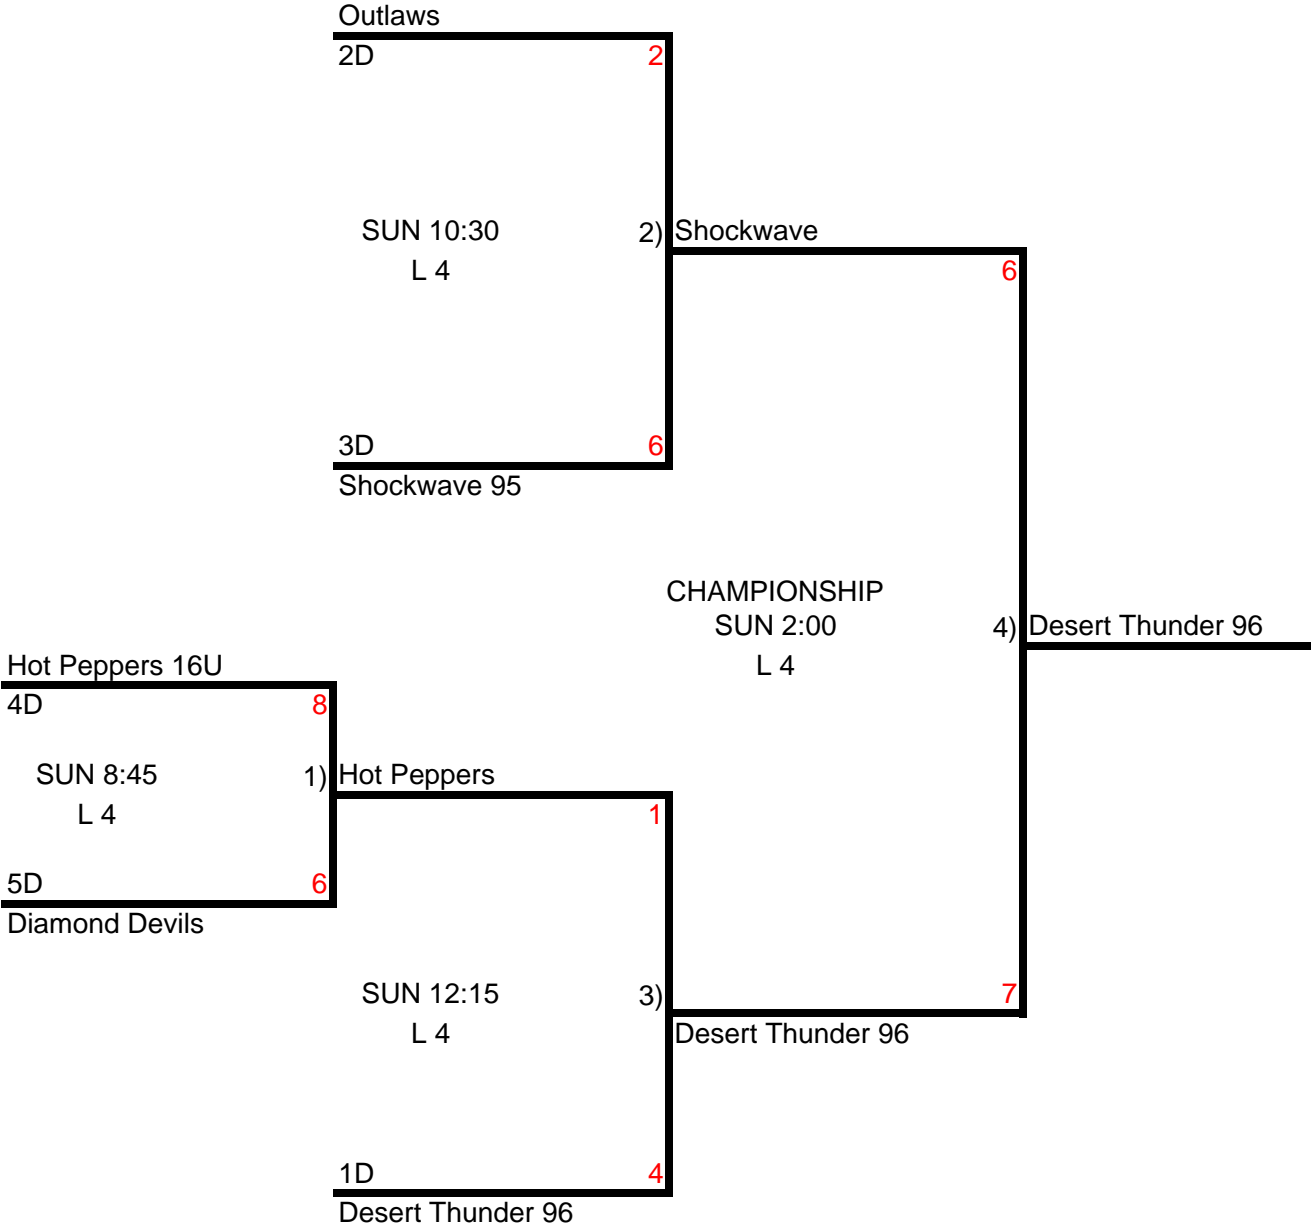 Outlaws
2D 2
SUN 10:30 2) Shockwave
L 4 6
3D 6
Shockwave 95
CHAMPIONSHIP
SUN 2:00 4) Desert Thunder 96
L 4
Hot Peppers 16U
4D 8
SUN 8:45 1) Hot Peppers
L 4 1
5D 6
Diamond Devils
SUN 12:15 3) 7
L 4 Desert Thunder 96
1D 4
Desert Thunder 96